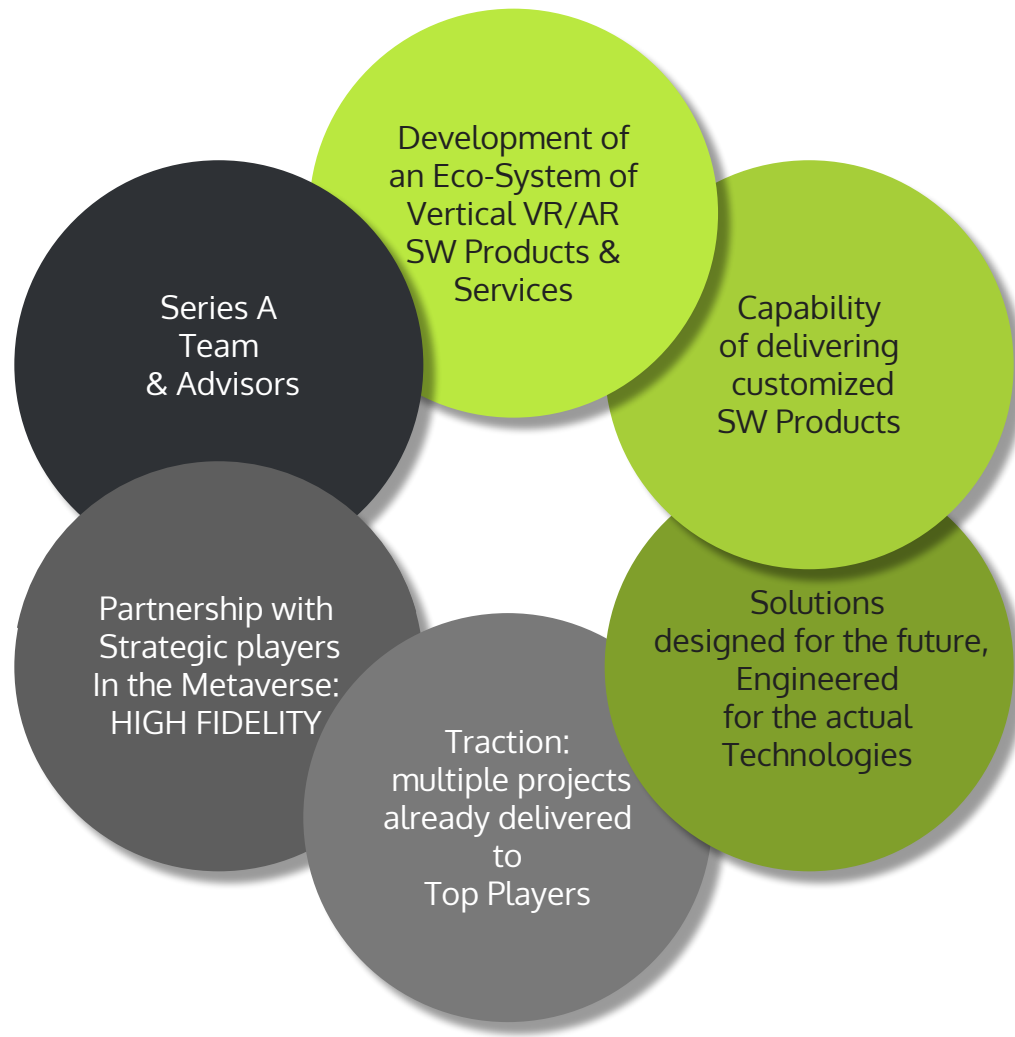 Development of
an Eco-System of
Vertical VR/AR
SW Products &
Services
Capability
of delivering
customized
SW Products
Solutions
designed for the future,
Engineered
for the actual
Technologies
Traction:
multiple projects
already delivered
to
Top Players
Partnership with
Strategic players
In the Metaverse:
HIGH FIDELITY
Series A
Team
& Advisors